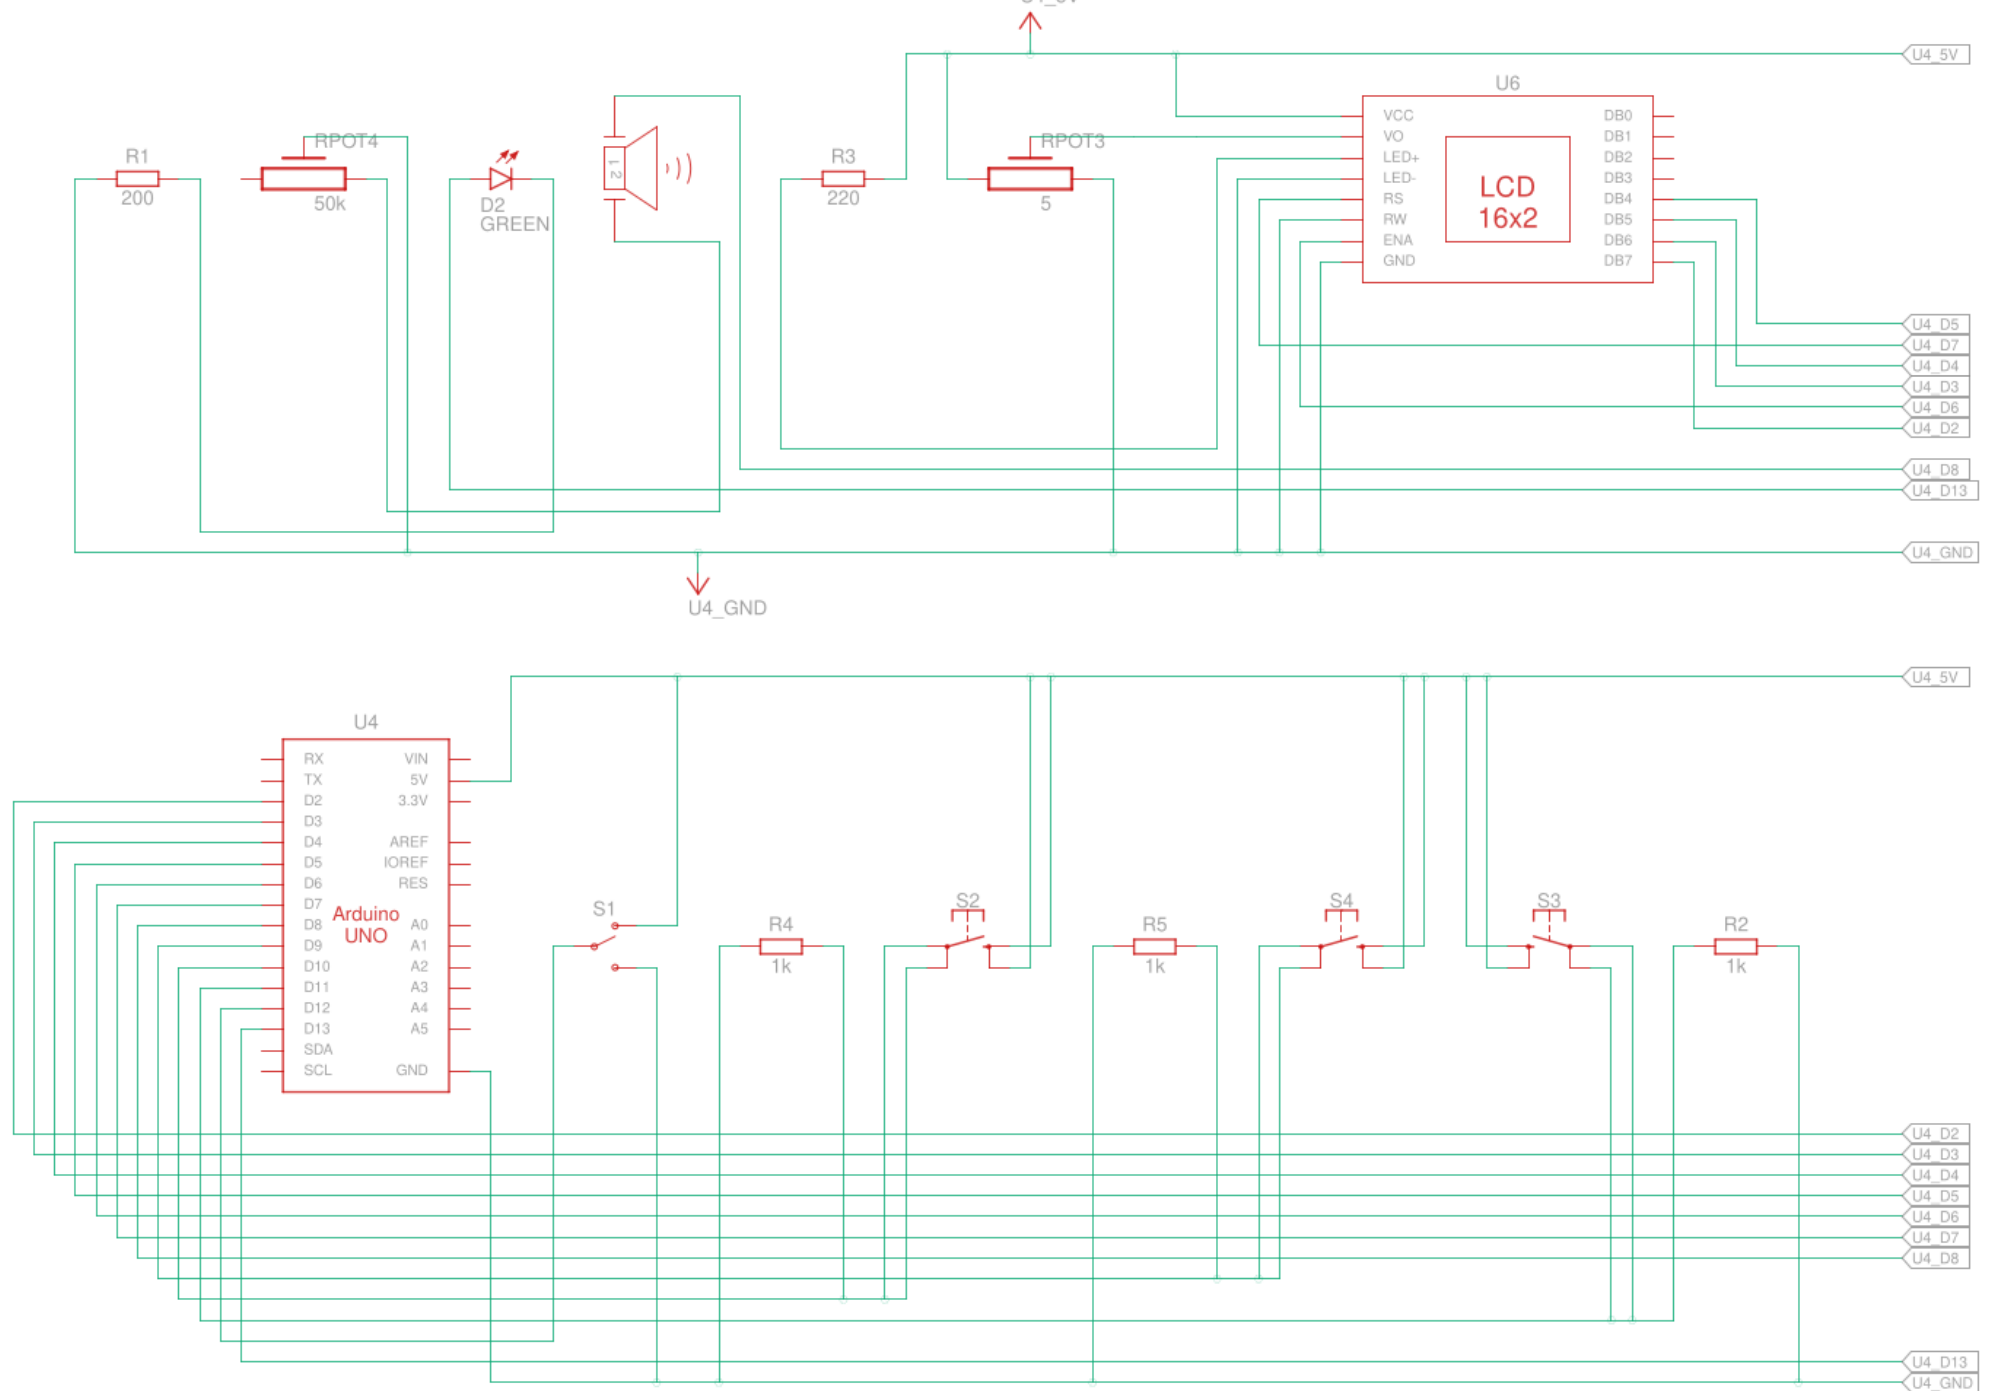 U4_5V
U6
VCC
VO
LED+
LED-
RS
RW
ENA
GND
LCD
16x2
DB0
DB1
DB2
DB3
DB4
DB5
DB6
DB7
R1
200
RPOT4
50k
D2
GREEN
1
2
R3
220
RPOT3
5
U4_D5
U4_D7
U4_D4
U4_D3
U4_D6
U4_D2
U4_D8
U4_D13
U4_GND
U4_GND
U4_5V
U4
RX
TX
D2
D3
D4
D5
D6
D7
D8
D9
D10
D11
D12
D13
SDA
SCL
Arduino
UNO
VIN
5V
3.3V
AREF
IOREF
RES
A0
A1
A2
A3
A4
A5
GND
S1
R4
1k
S2
R5
1k
S4
S3
R2
1k
U4_D2
U4_D3
U4_D4
U4_D5
U4_D6
U4_D7
U4_D8
U4_D13
U4_GND